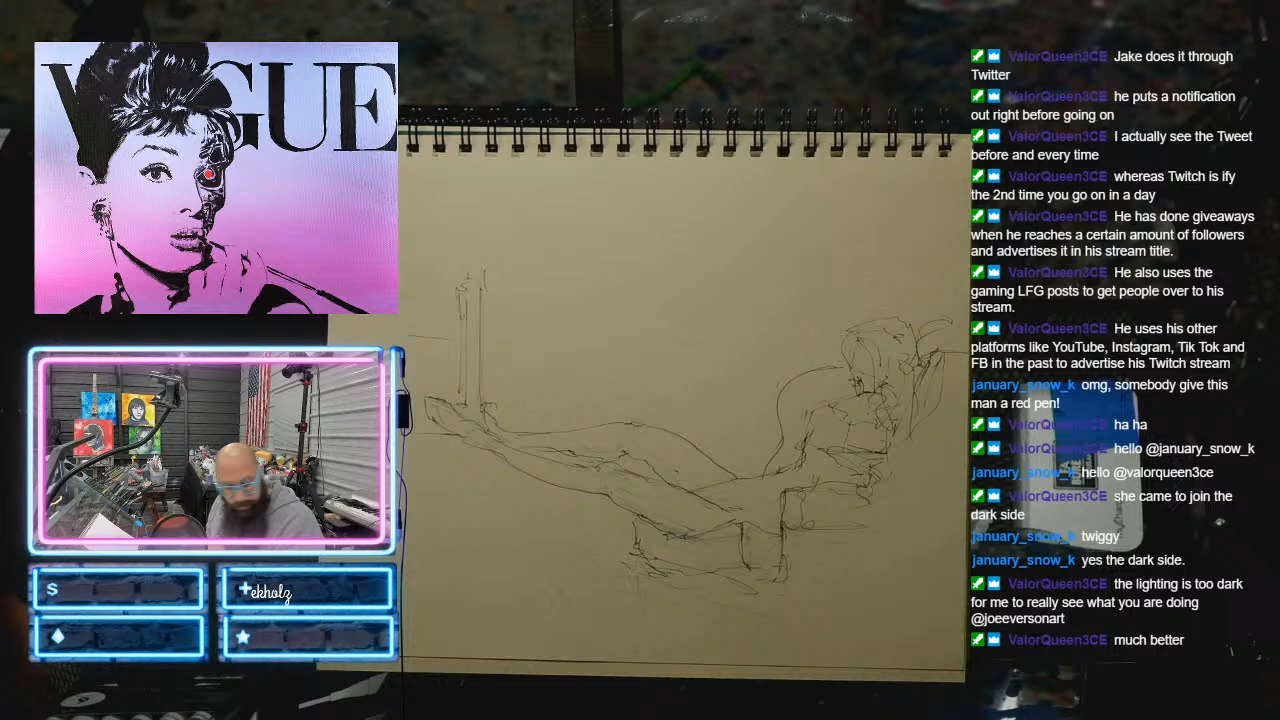 VOGUE
$
+ekholz
ValorQueen3CE Jake does it through
Twitter
ValorQueen3CE he puts a notification
out right before going on
ValorQueen3CE I actually see the Tweet
before and every time
ValorQueen3CE whereas Twitch is ify
the 2nd time you go on in a day
ValorQueen3CE He has done giveaways
when he reaches a certain amount of followers
and advertises it in his stream title.
ValorQueen3CE He also uses the
gaming LFG posts to get people over to his
stream.
ValorQueen3CE He uses his other
platforms like YouTube, Instagram, Tik Tok and
FB in the past to advertise his Twitch stream
january_snow_k omg, somebody give this
man a red pen!
ValorQueen3CE ha ha
ValorQueen3CE hello @january_snow_k
january_snow_k hello @valorqueen3ce
ValorQueen3CE she came to join the
dark side
january_snow_k twiggy
january_snow_k yes the dark side.
ValorQueen3CE the lighting is too dark
for me to really see what you are doing
@joeeversonart
ValorQueen3CE much better